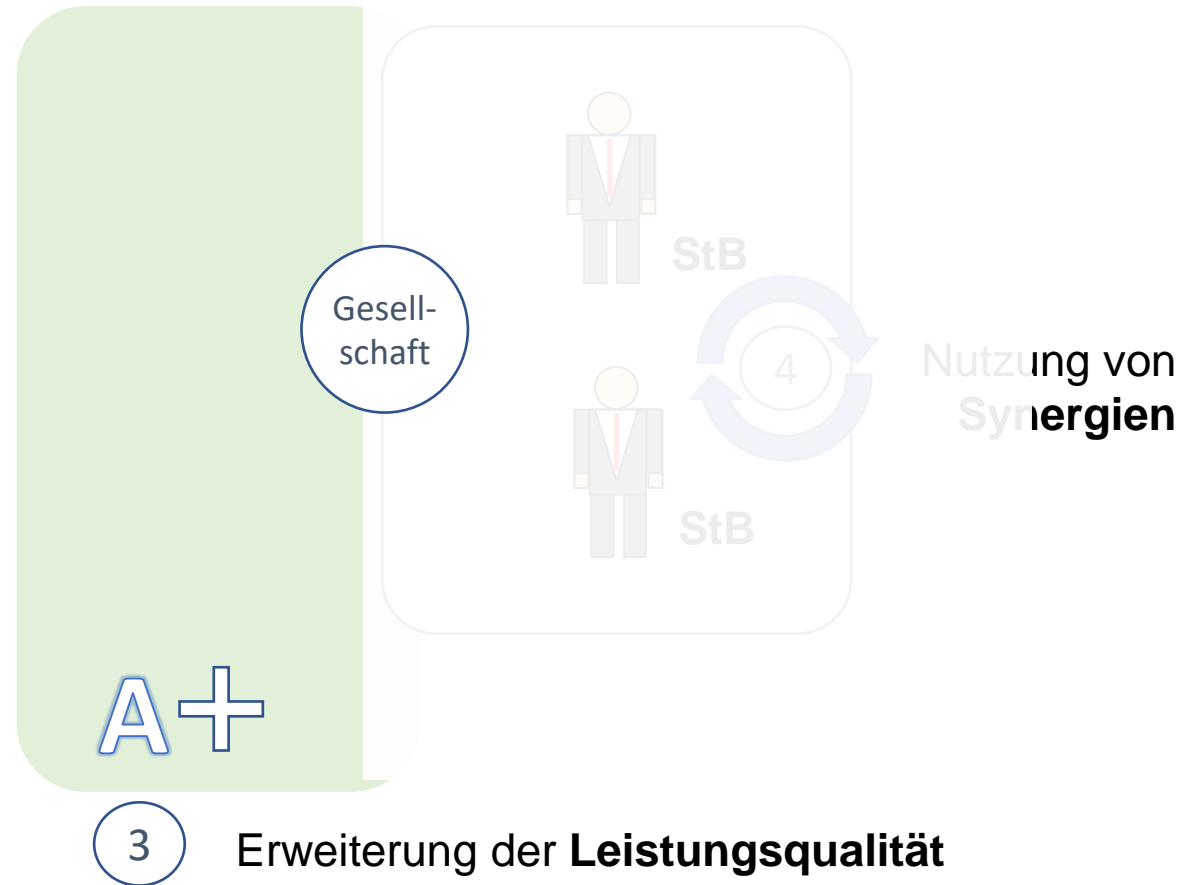 StB
Gesell-
schaft
4
Nutzung von
Synergien
StB
A+
3
Erweiterung der Leistungsqualität